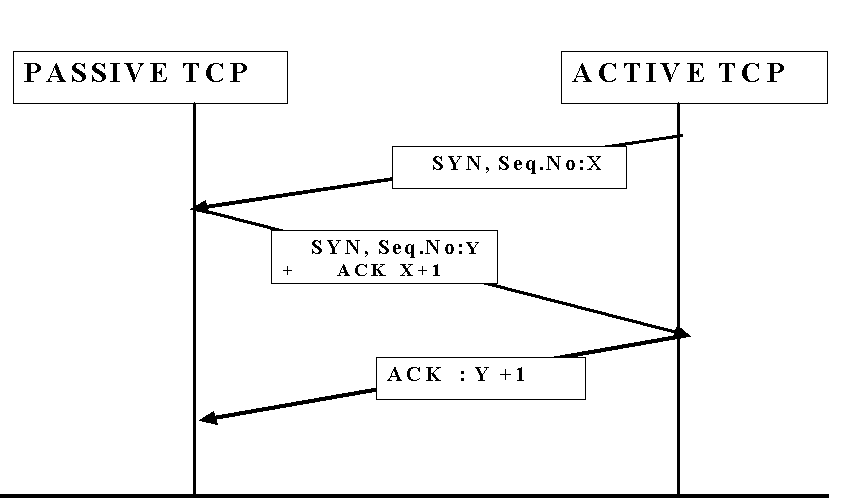 PASSIVE TCP
ACTIVE TCP
SYN, Seq.No:X
SYN, Seq.No:Y
+ ACK X+1
ACK : Y +1